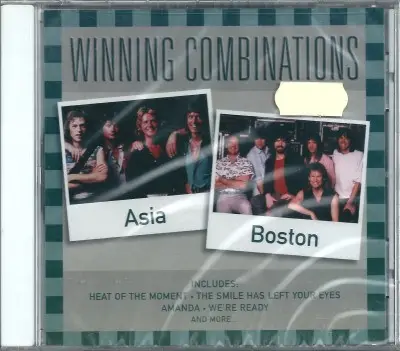 WINNING COMBINATIONS
Asia
Boston
INCLUDES:
HEAT OF THE MOMENT • THE SMILE HAS LEFT YOUR EYES
AMANDA • WE'RE READY
AND MORE...